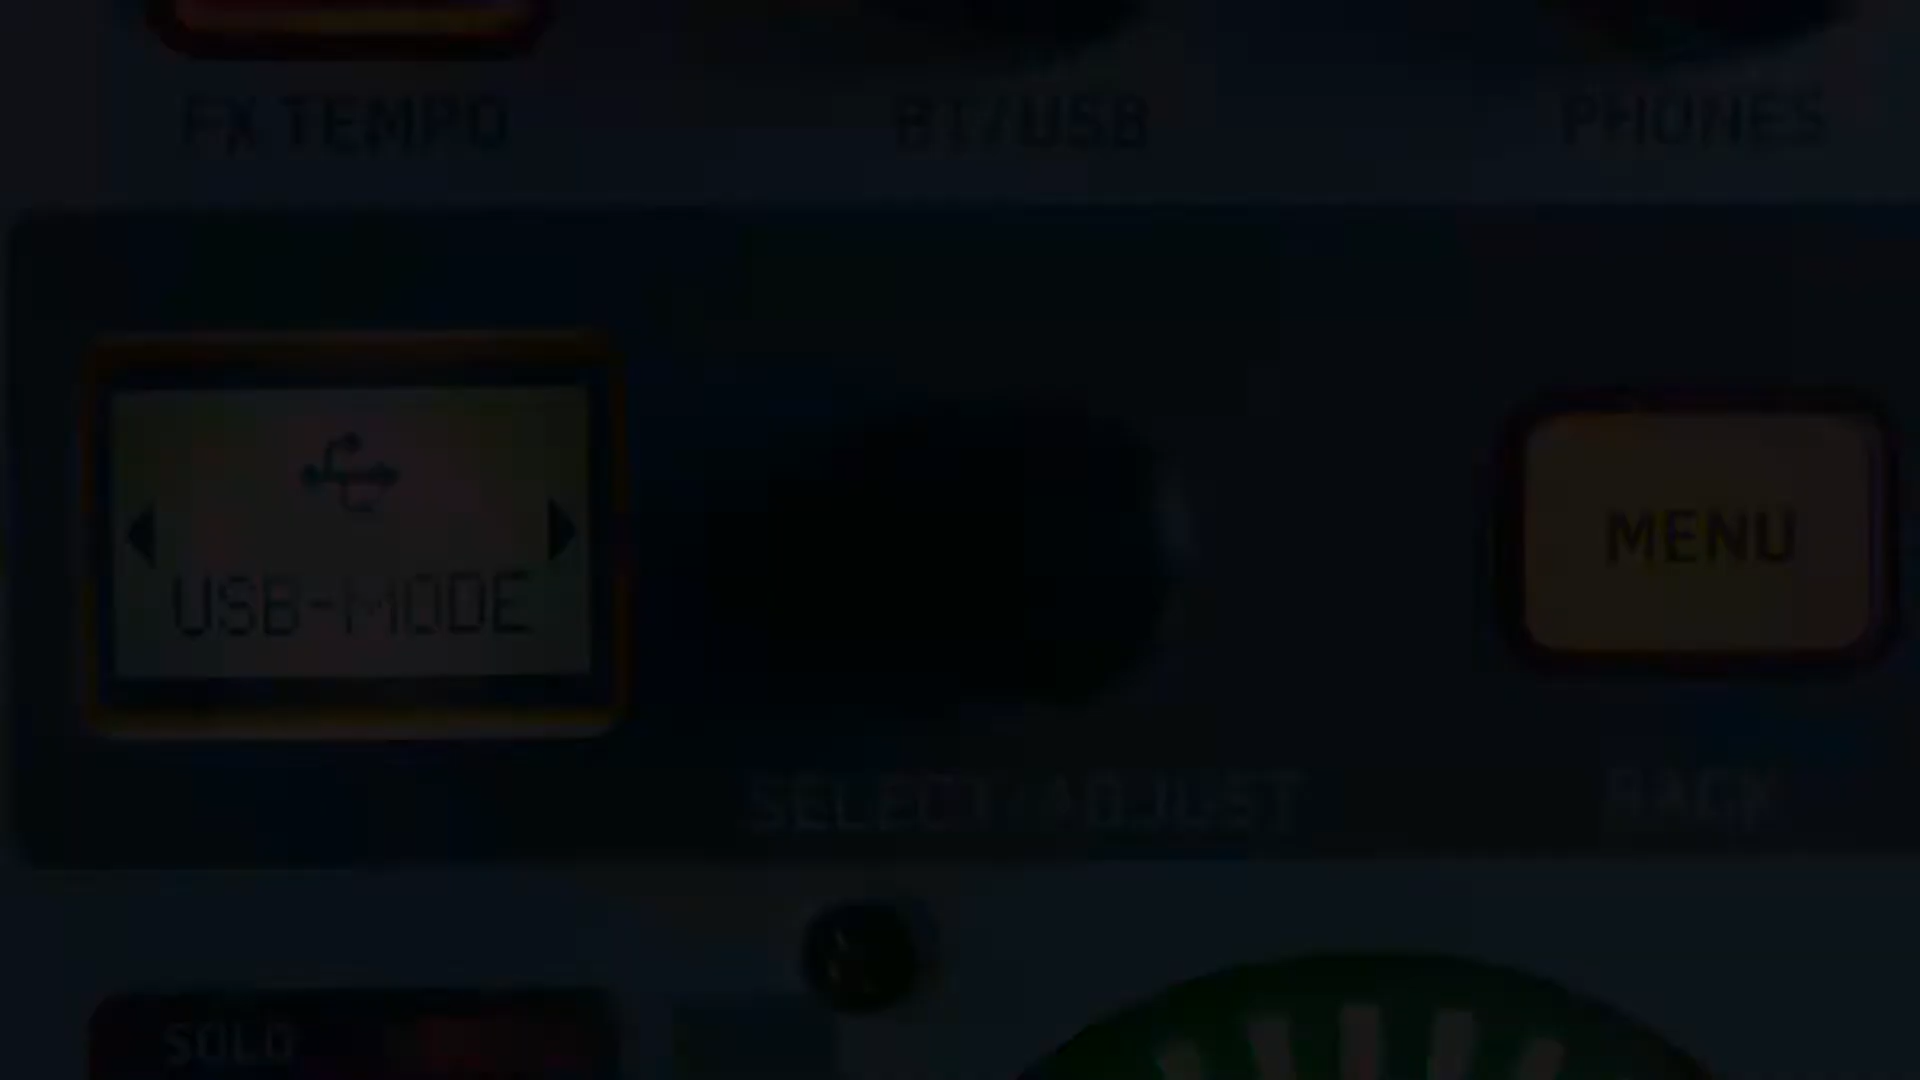 FX TEMPO
BT/USB
PHONES
USB-MODE
MENU
SELECT/ADJUST
BACK
SOLO